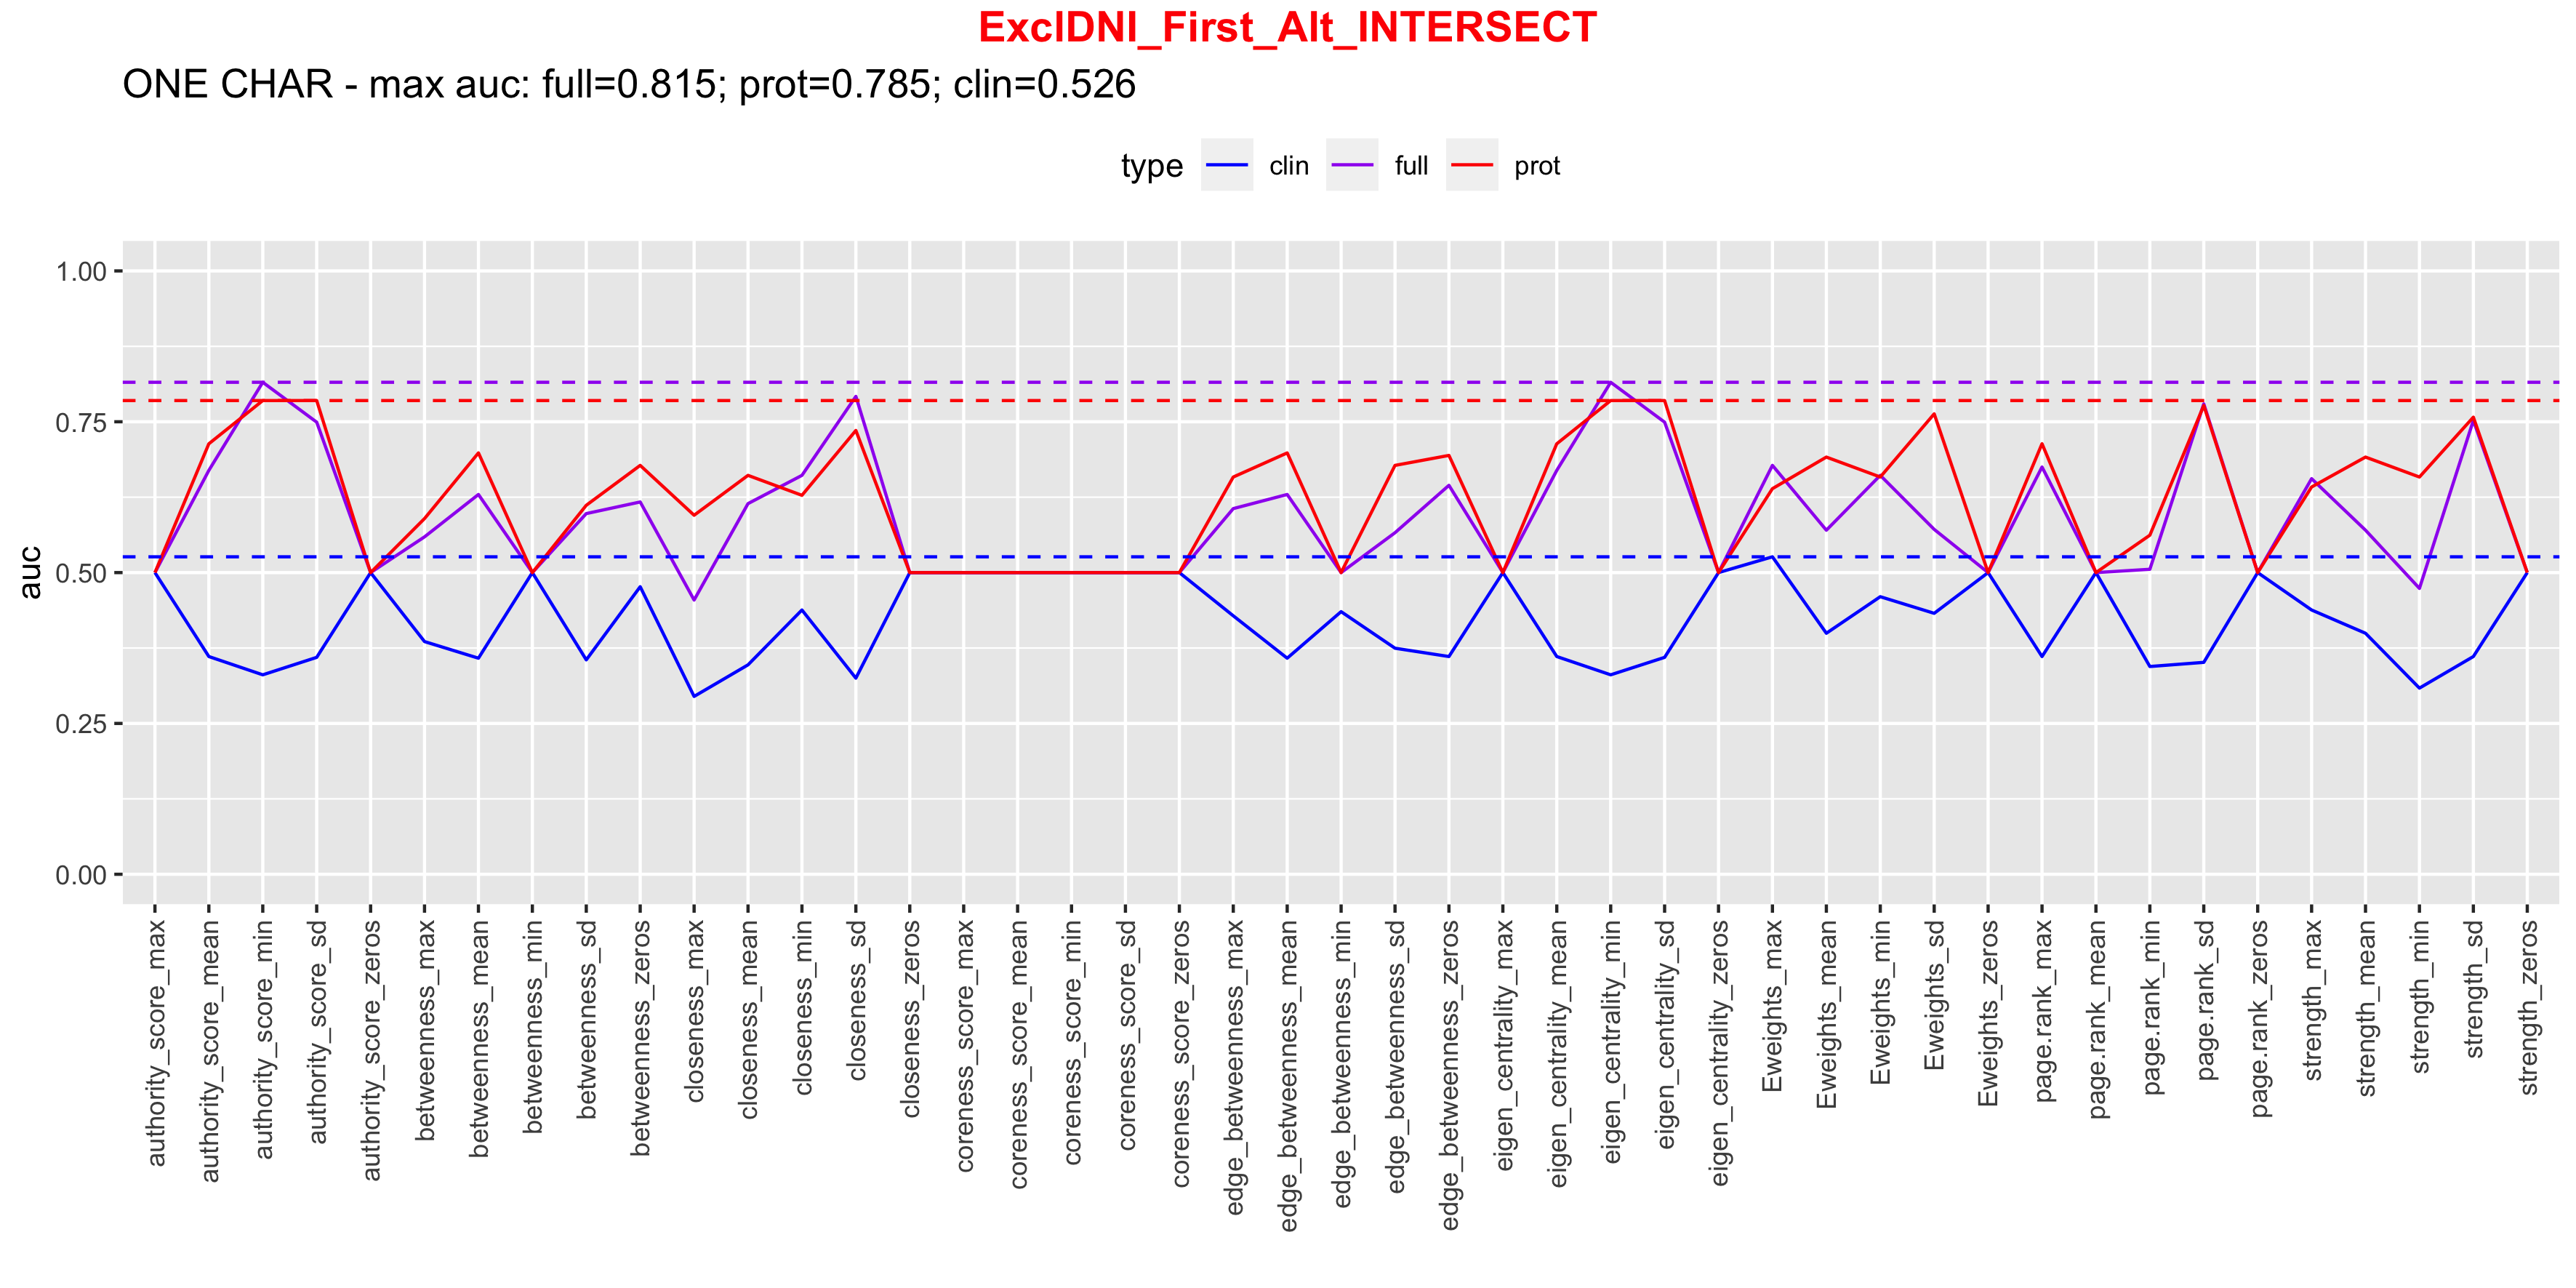 ExclDNI_First_Alt_INTERSECT
ONE CHAR - max auc: full=0.815; prot=0.785; clin=0.526
type clin full prot
auc
1.00
0.75
0.50
0.25
0.00
authority_score_max
authority_score_mean
authority_score_min
authority_score_sd
authority_score_zeros
betweenness_max
betweenness_mean
betweenness_min
betweenness_sd
betweenness_zeros
closeness_max
closeness_mean
closeness_min
closeness_sd
closeness_zeros
coreness_score_max
coreness_score_mean
coreness_score_min
coreness_score_sd
coreness_score_zeros
edge_betweenness_max
edge_betweenness_mean
edge_betweenness_min
edge_betweenness_sd
edge_betweenness_zeros
eigen_centrality_max
eigen_centrality_mean
eigen_centrality_min
eigen_centrality_sd
eigen_centrality_zeros
Eweights_max
Eweights_mean
Eweights_min
Eweights_sd
Eweights_zeros
page.rank_max
page.rank_mean
page.rank_min
page.rank_sd
page.rank_zeros
strength_max
strength_mean
strength_min
strength_sd
strength_zeros